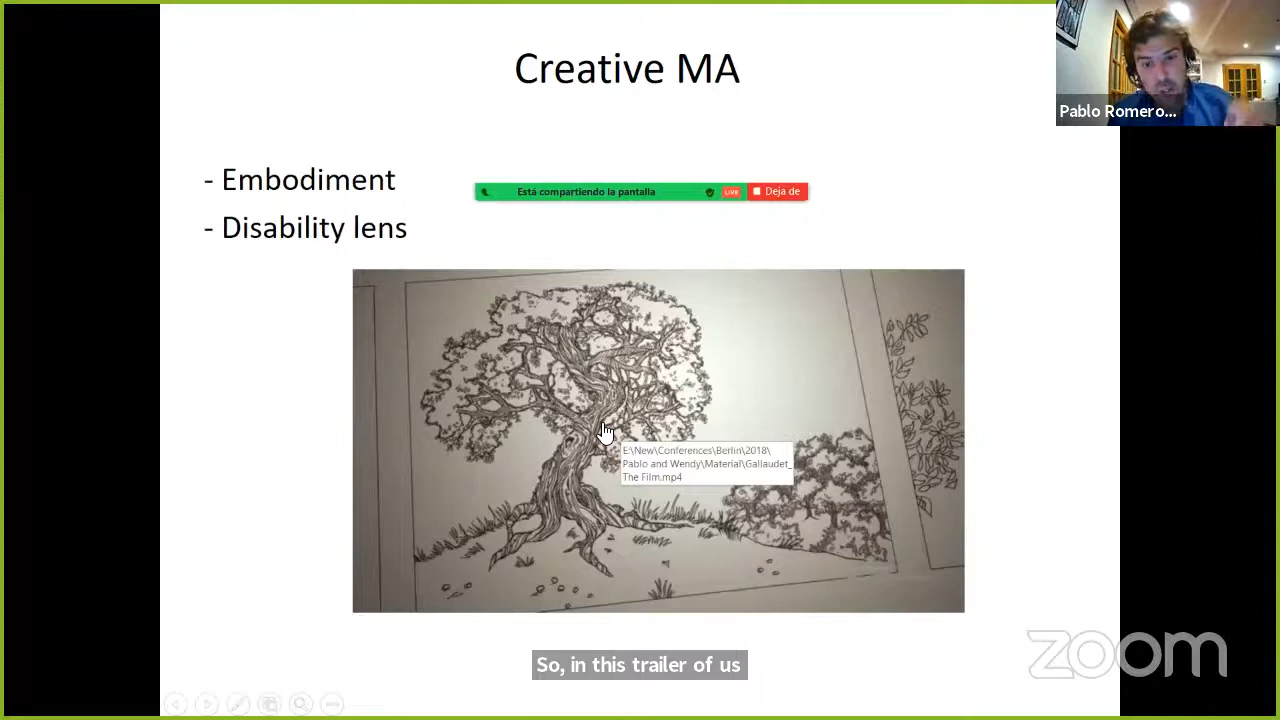 Creative MA
Pablo Romero...
- Embodiment
Está compartiendo la pantalla
LIVE
Deja de
- Disability lens
E:\New\Conferences\Berlin\2018\
Pablo and Wendy\Material\Gallaudet_
The Film.mp4
So, in this trailer of us
zoom